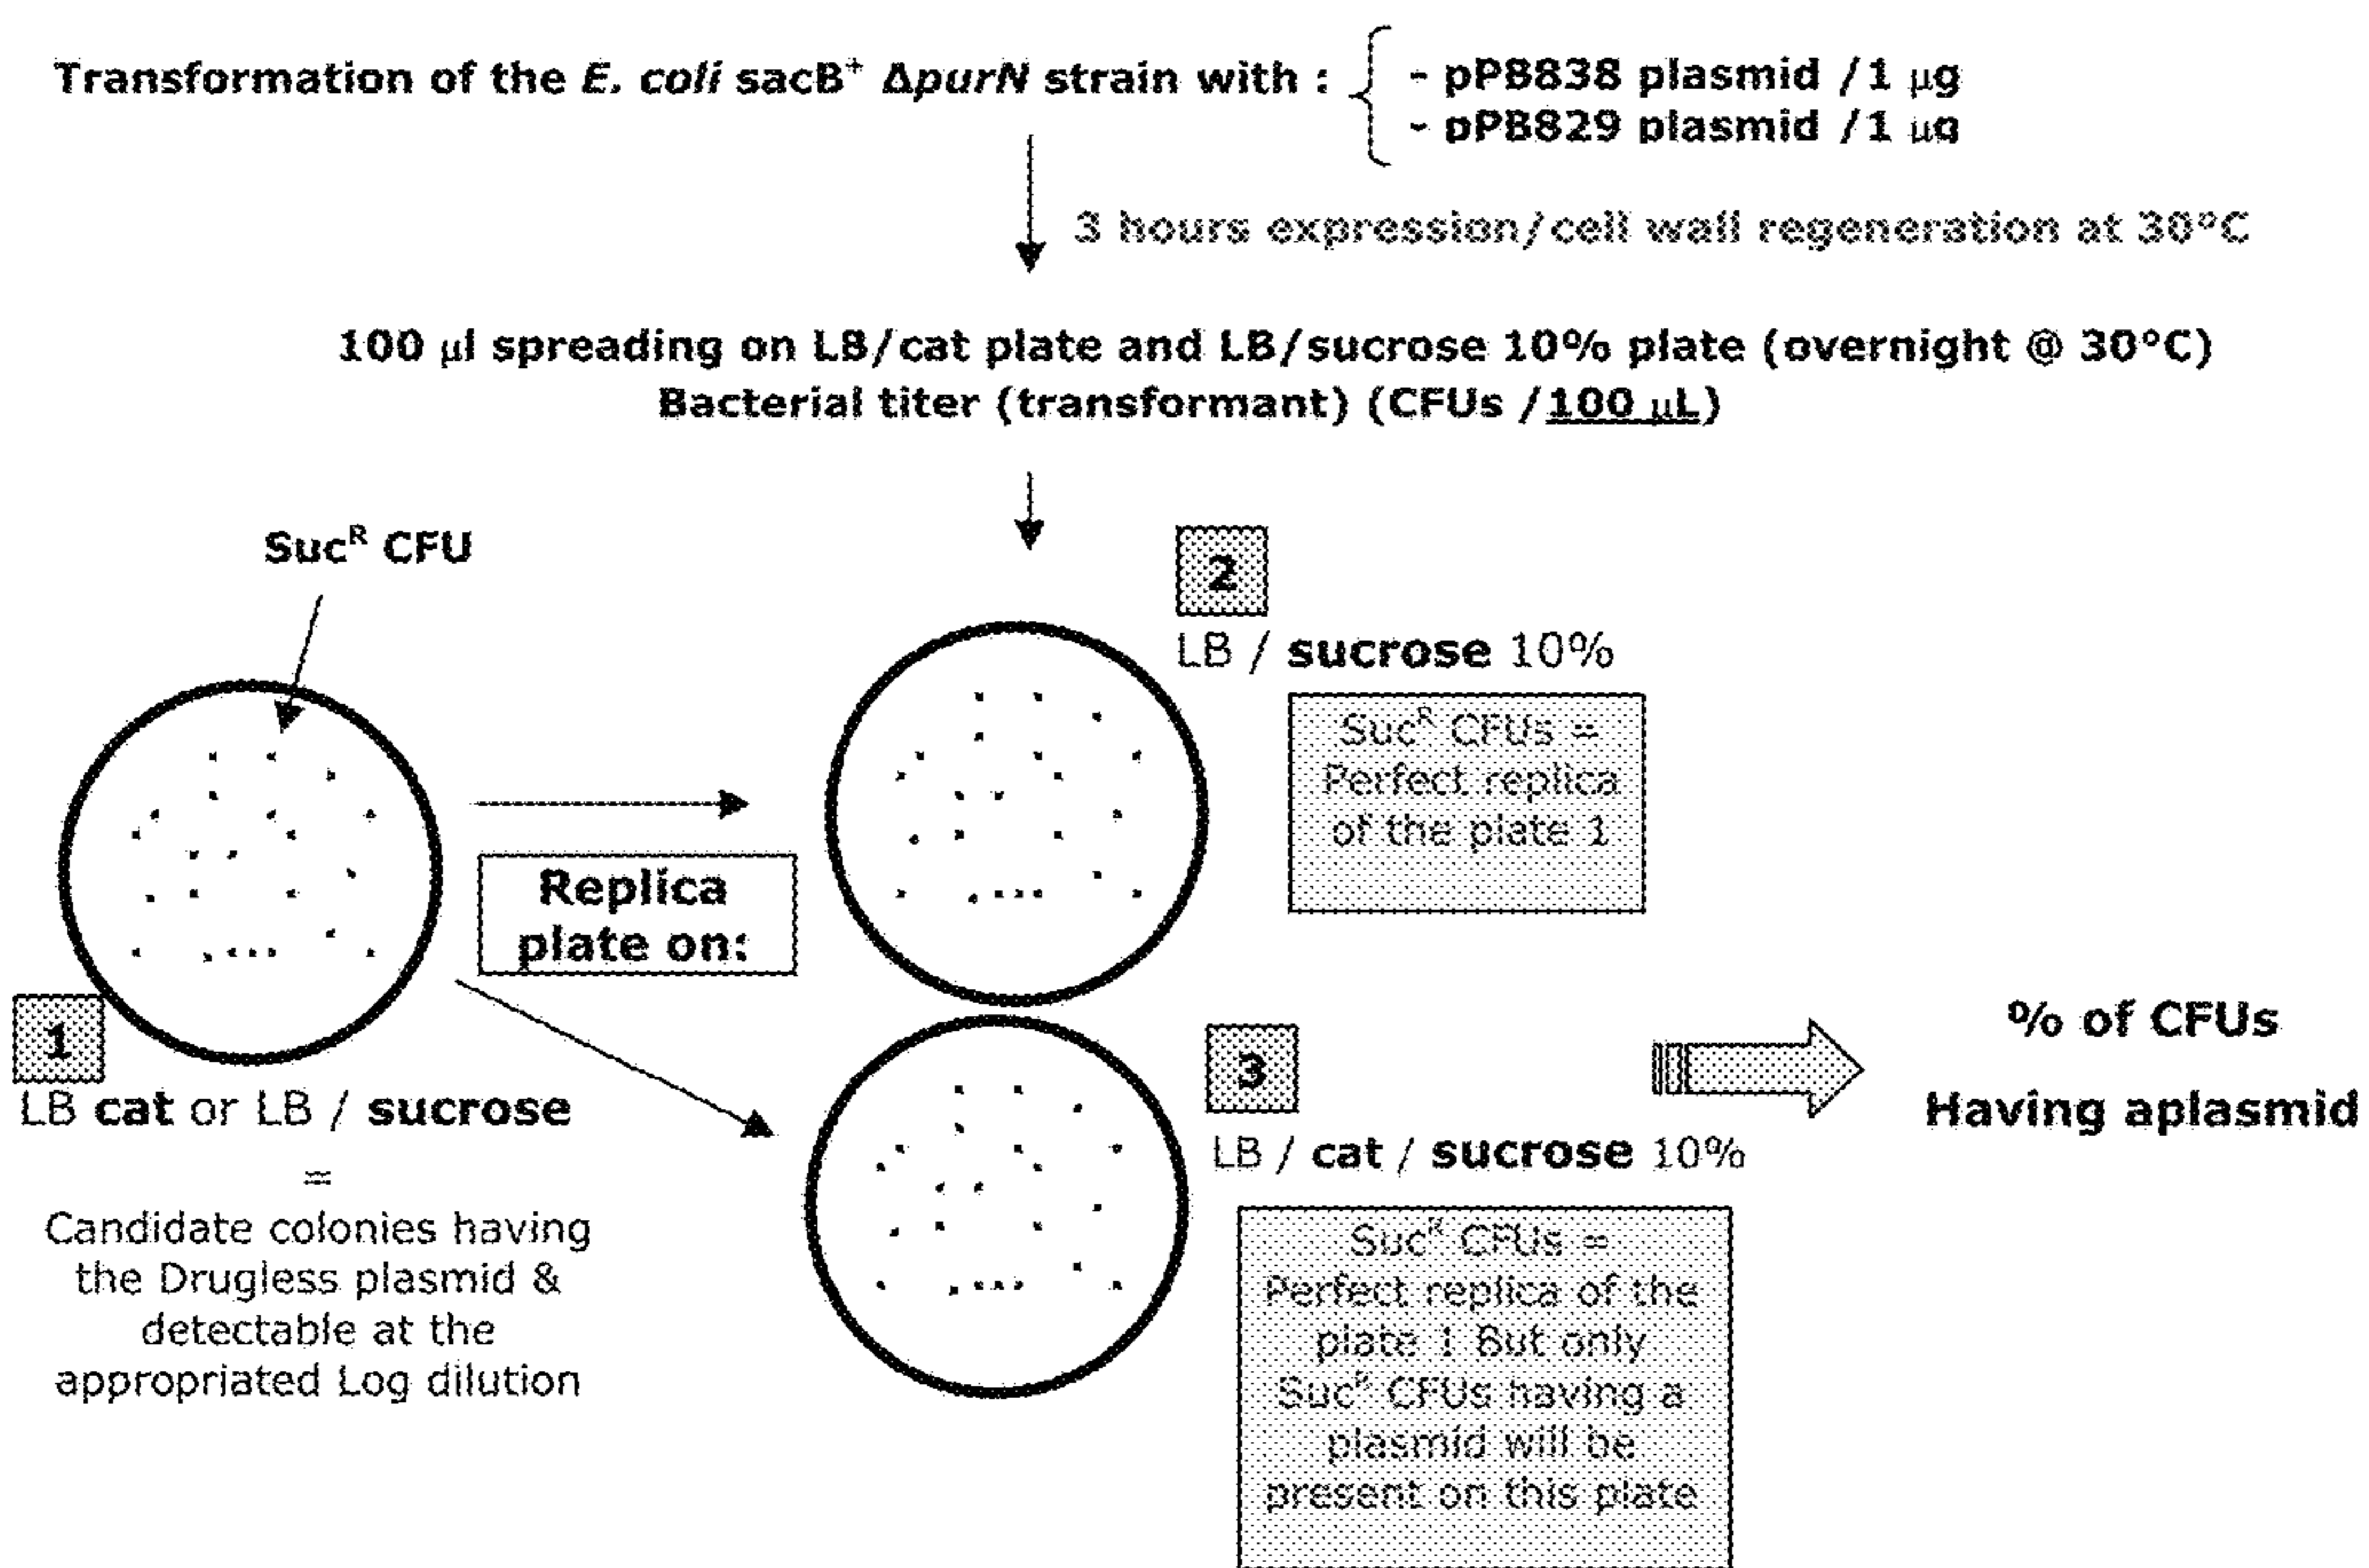 Transformation of the E. coli sacB⁺ ΔpurN strain with :
- pPB838 plasmid /1 µg
- pPB829 plasmid /1 µg
3 hours expression/cell wall regeneration at 30°C
100 µl spreading on LB/cat plate and LB/sucrose 10% plate (overnight @ 30°C)
Bacterial titer (transformant) (CFUs /100 µL)
Sucᴿ CFU
2
LB / sucrose 10%
Sucᴿ CFUs =
Perfect replica
of the plate 1
Replica
plate on:
1
LB cat or LB / sucrose
=
Candidate colonies having
the Drugless plasmid &
detectable at the
appropriated Log dilution
3
LB / cat / sucrose 10%
Sucᴿ CFUs =
Perfect replica of the
plate 1 But only
Sucᴿ CFUs having a
plasmid will be
present on this plate
% of CFUs
Having aplasmid